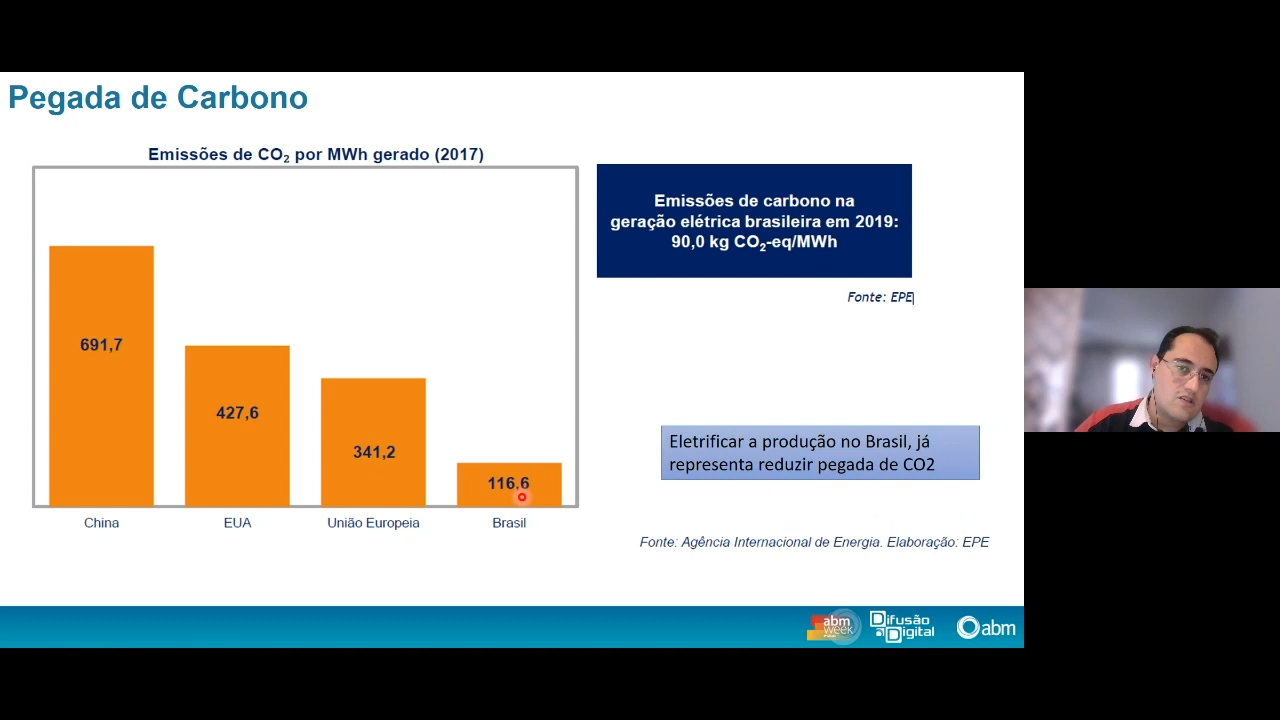 Pegada de Carbono
Emissões de CO₂ por MWh gerado (2017)
691,7
427,6
341,2
116,6
China
EUA
União Europeia
Brasil
Emissões de carbono na
geração elétrica brasileira em 2019:
90,0 kg CO₂-eq/MWh
Fonte: EPE
Eletrificar a produção no Brasil, já
representa reduzir pegada de CO2
Fonte: Agência Internacional de Energia. Elaboração: EPE
abm
week
Difusão
Digital
abm